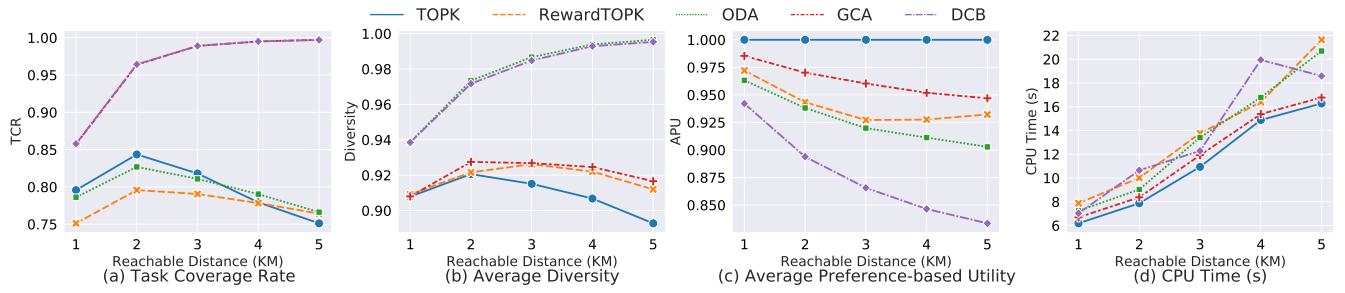 TOPK RewardTOPK ODA GCA DCB
1.00
0.95
0.90
0.85
0.80
0.75
TCR
1 2 3 4 5
Reachable Distance (KM)
(a) Task Coverage Rate
1.00
0.98
0.96
0.94
0.92
0.90
Diversity
1 2 3 4 5
Reachable Distance (KM)
(b) Average Diversity
1.000
0.975
0.950
0.925
0.900
0.875
0.850
APU
1 2 3 4 5
Reachable Distance (KM)
(c) Average Preference-based Utility
22
20
18
16
14
12
10
8
6
CPU Time (s)
1 2 3 4 5
Reachable Distance (KM)
(d) CPU Time (s)